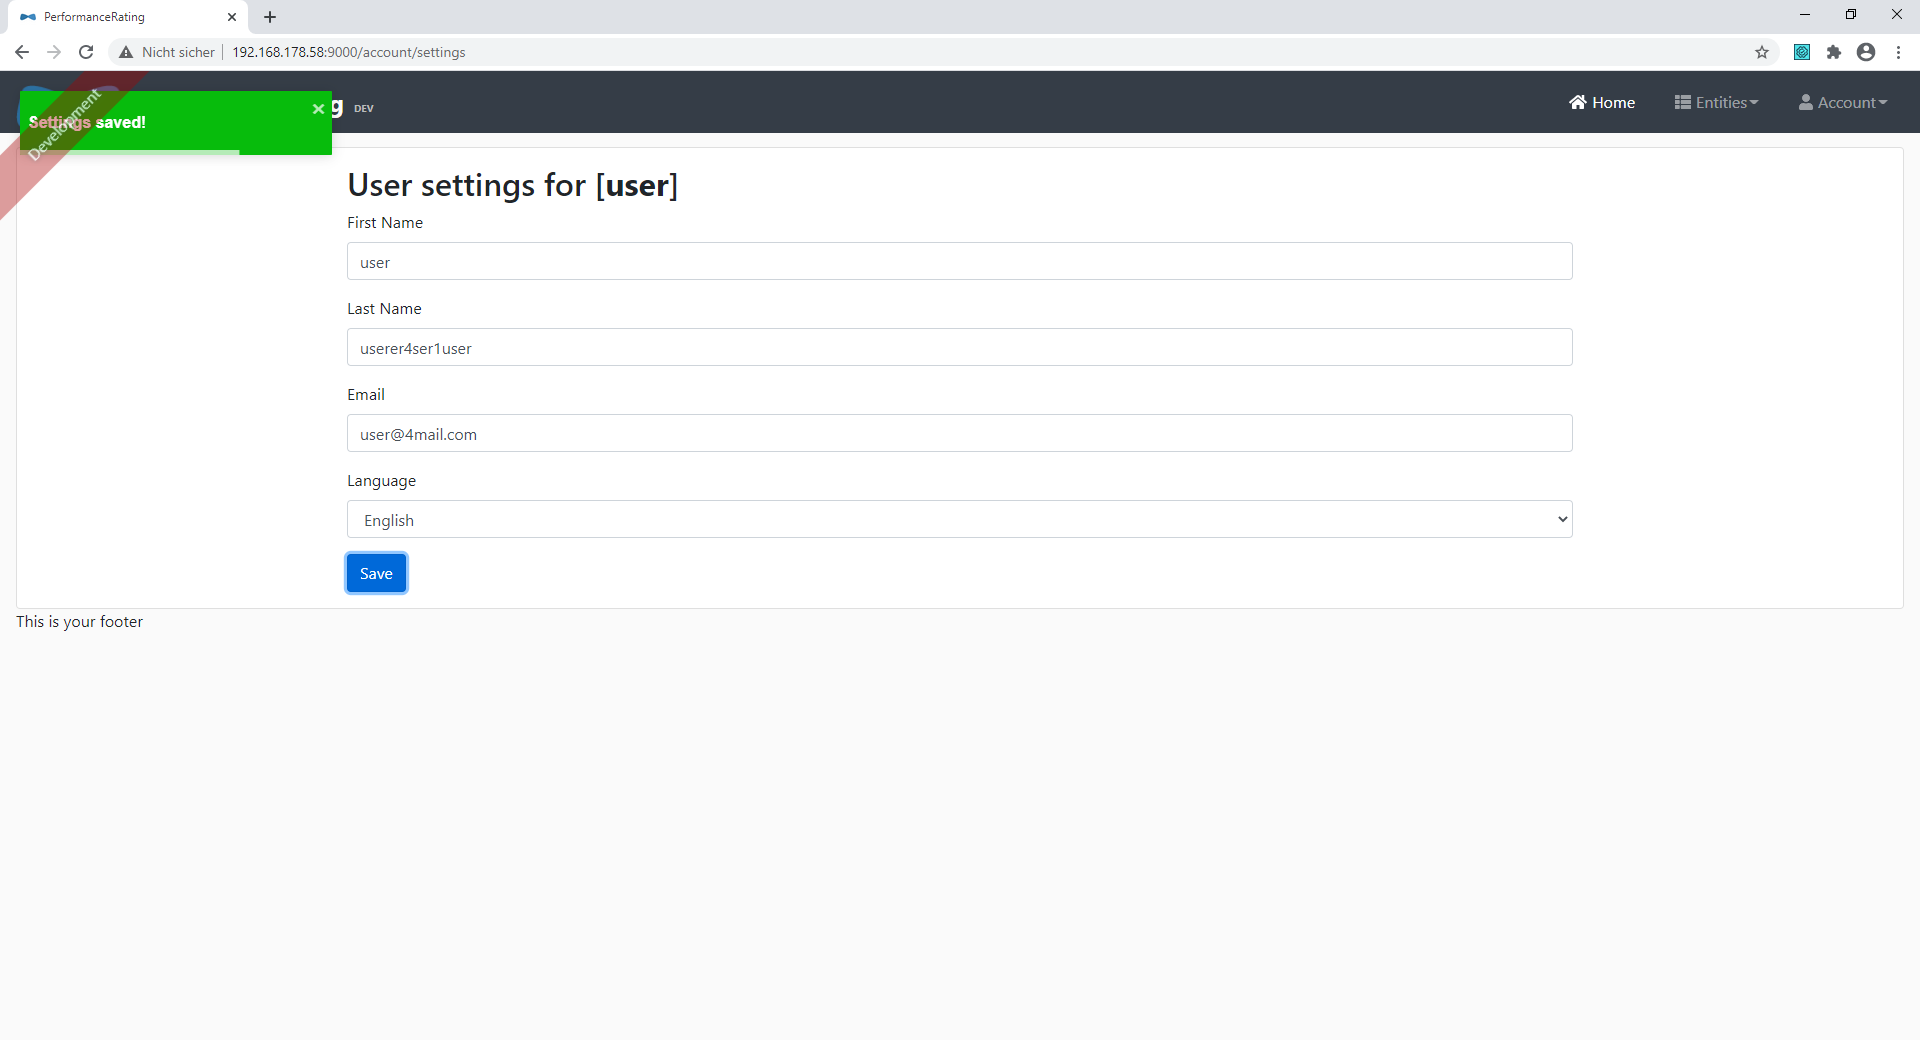 PerformanceRating
Nicht sicher
192.168.178.58:9000/account/settings
g DEV
Home
Entities
Account
Development
Settings saved!
User settings for [user]
First Name
user
Last Name
userer4ser1user
Email
user@4mail.com
Language
English
Save
This is your footer